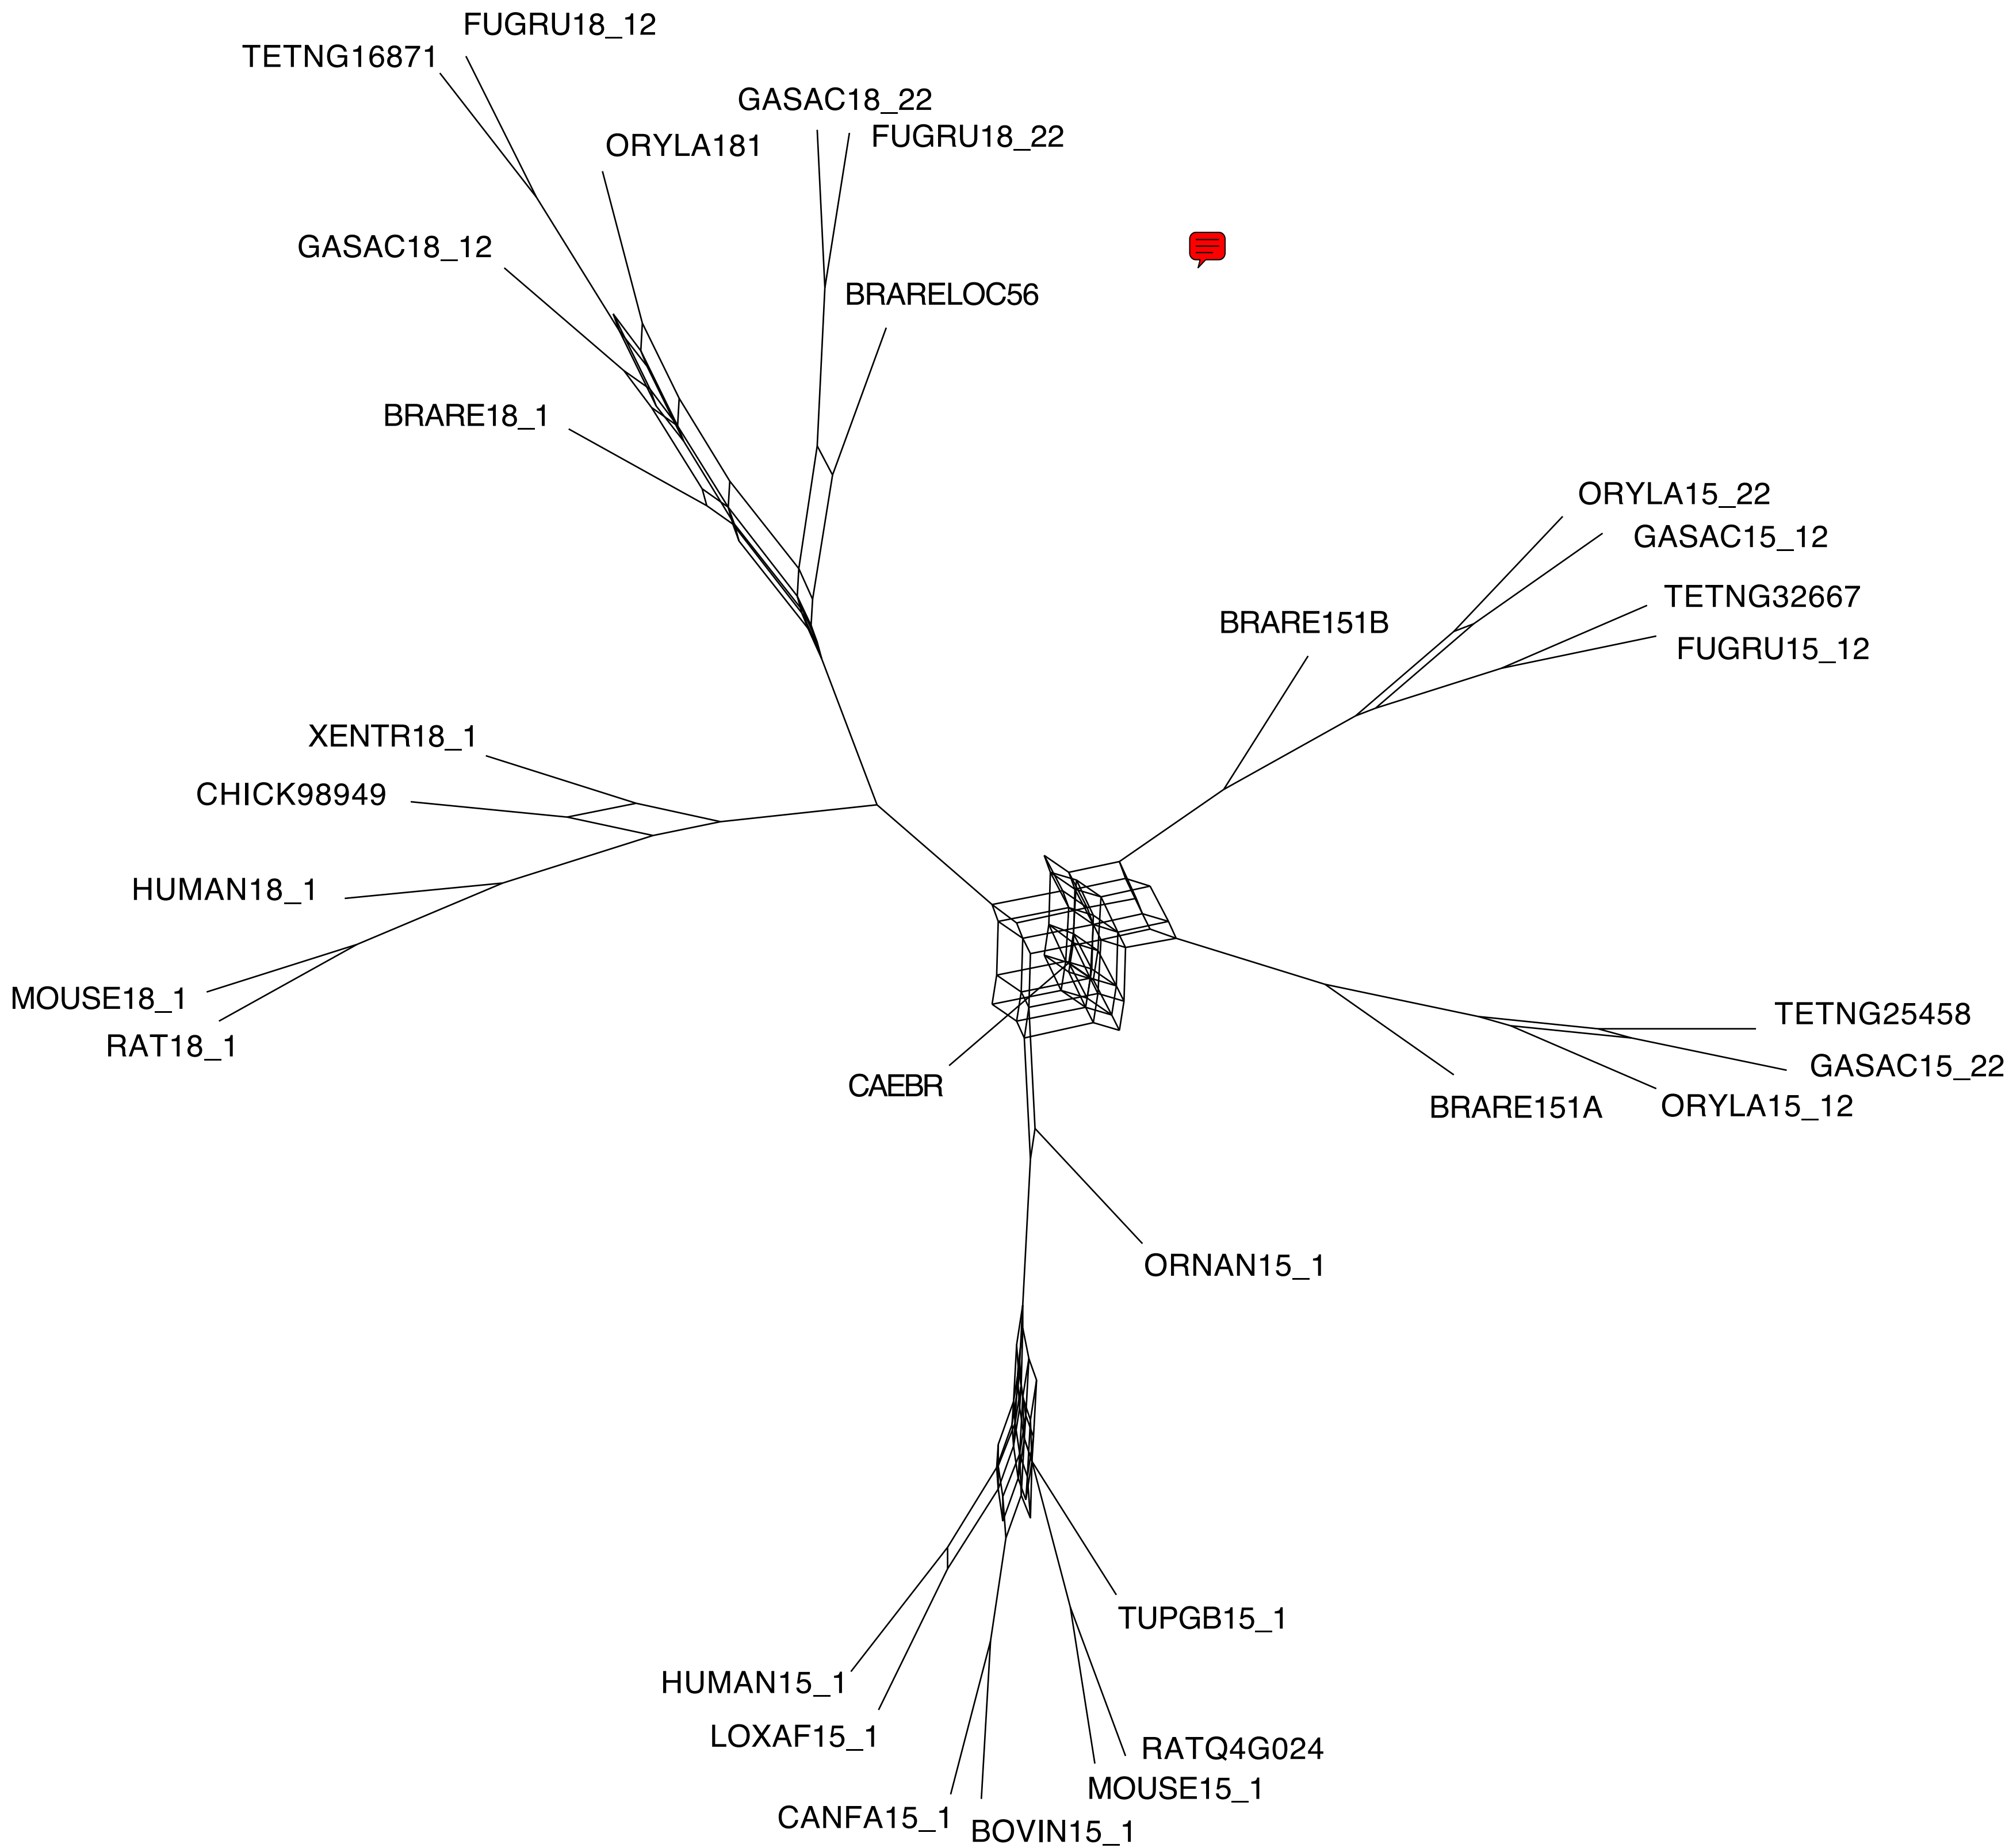 FUGRU18_12
TETNG16871
GASAC18_22
FUGRU18_22
ORYLA181
GASAC18_12
BRARELOC56
BRARE18_1
ORYLA15_22
GASAC15_12
TETNG32667
BRARE151B
FUGRU15_12
XENTR18_1
CHICK98949
HUMAN18_1
MOUSE18_1
TETNG25458
RAT18_1
GASAC15_22
CAEBR
BRARE151A
ORYLA15_12
ORNAN15_1
TUPGB15_1
HUMAN15_1
LOXAF15_1
RATQ4G024
MOUSE15_1
CANFA15_1
BOVIN15_1